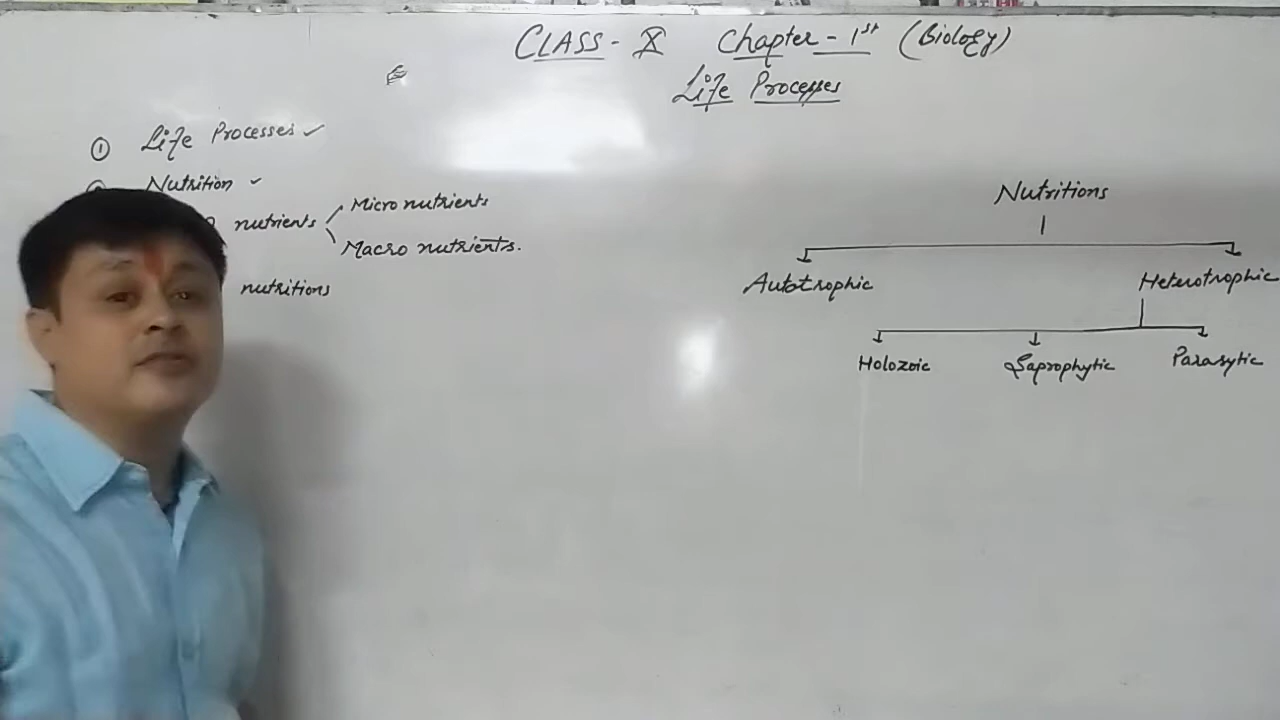 CLASS - X Chapter - 1st (Biology)
Life Processes
① Life Processes ✓
Nutrition ✓
nutrients
Micro nutrients
Macro nutrients.
nutritions
Nutritions
Autotrophic Heterotrophic
Holozoic Saprophytic Parasytic